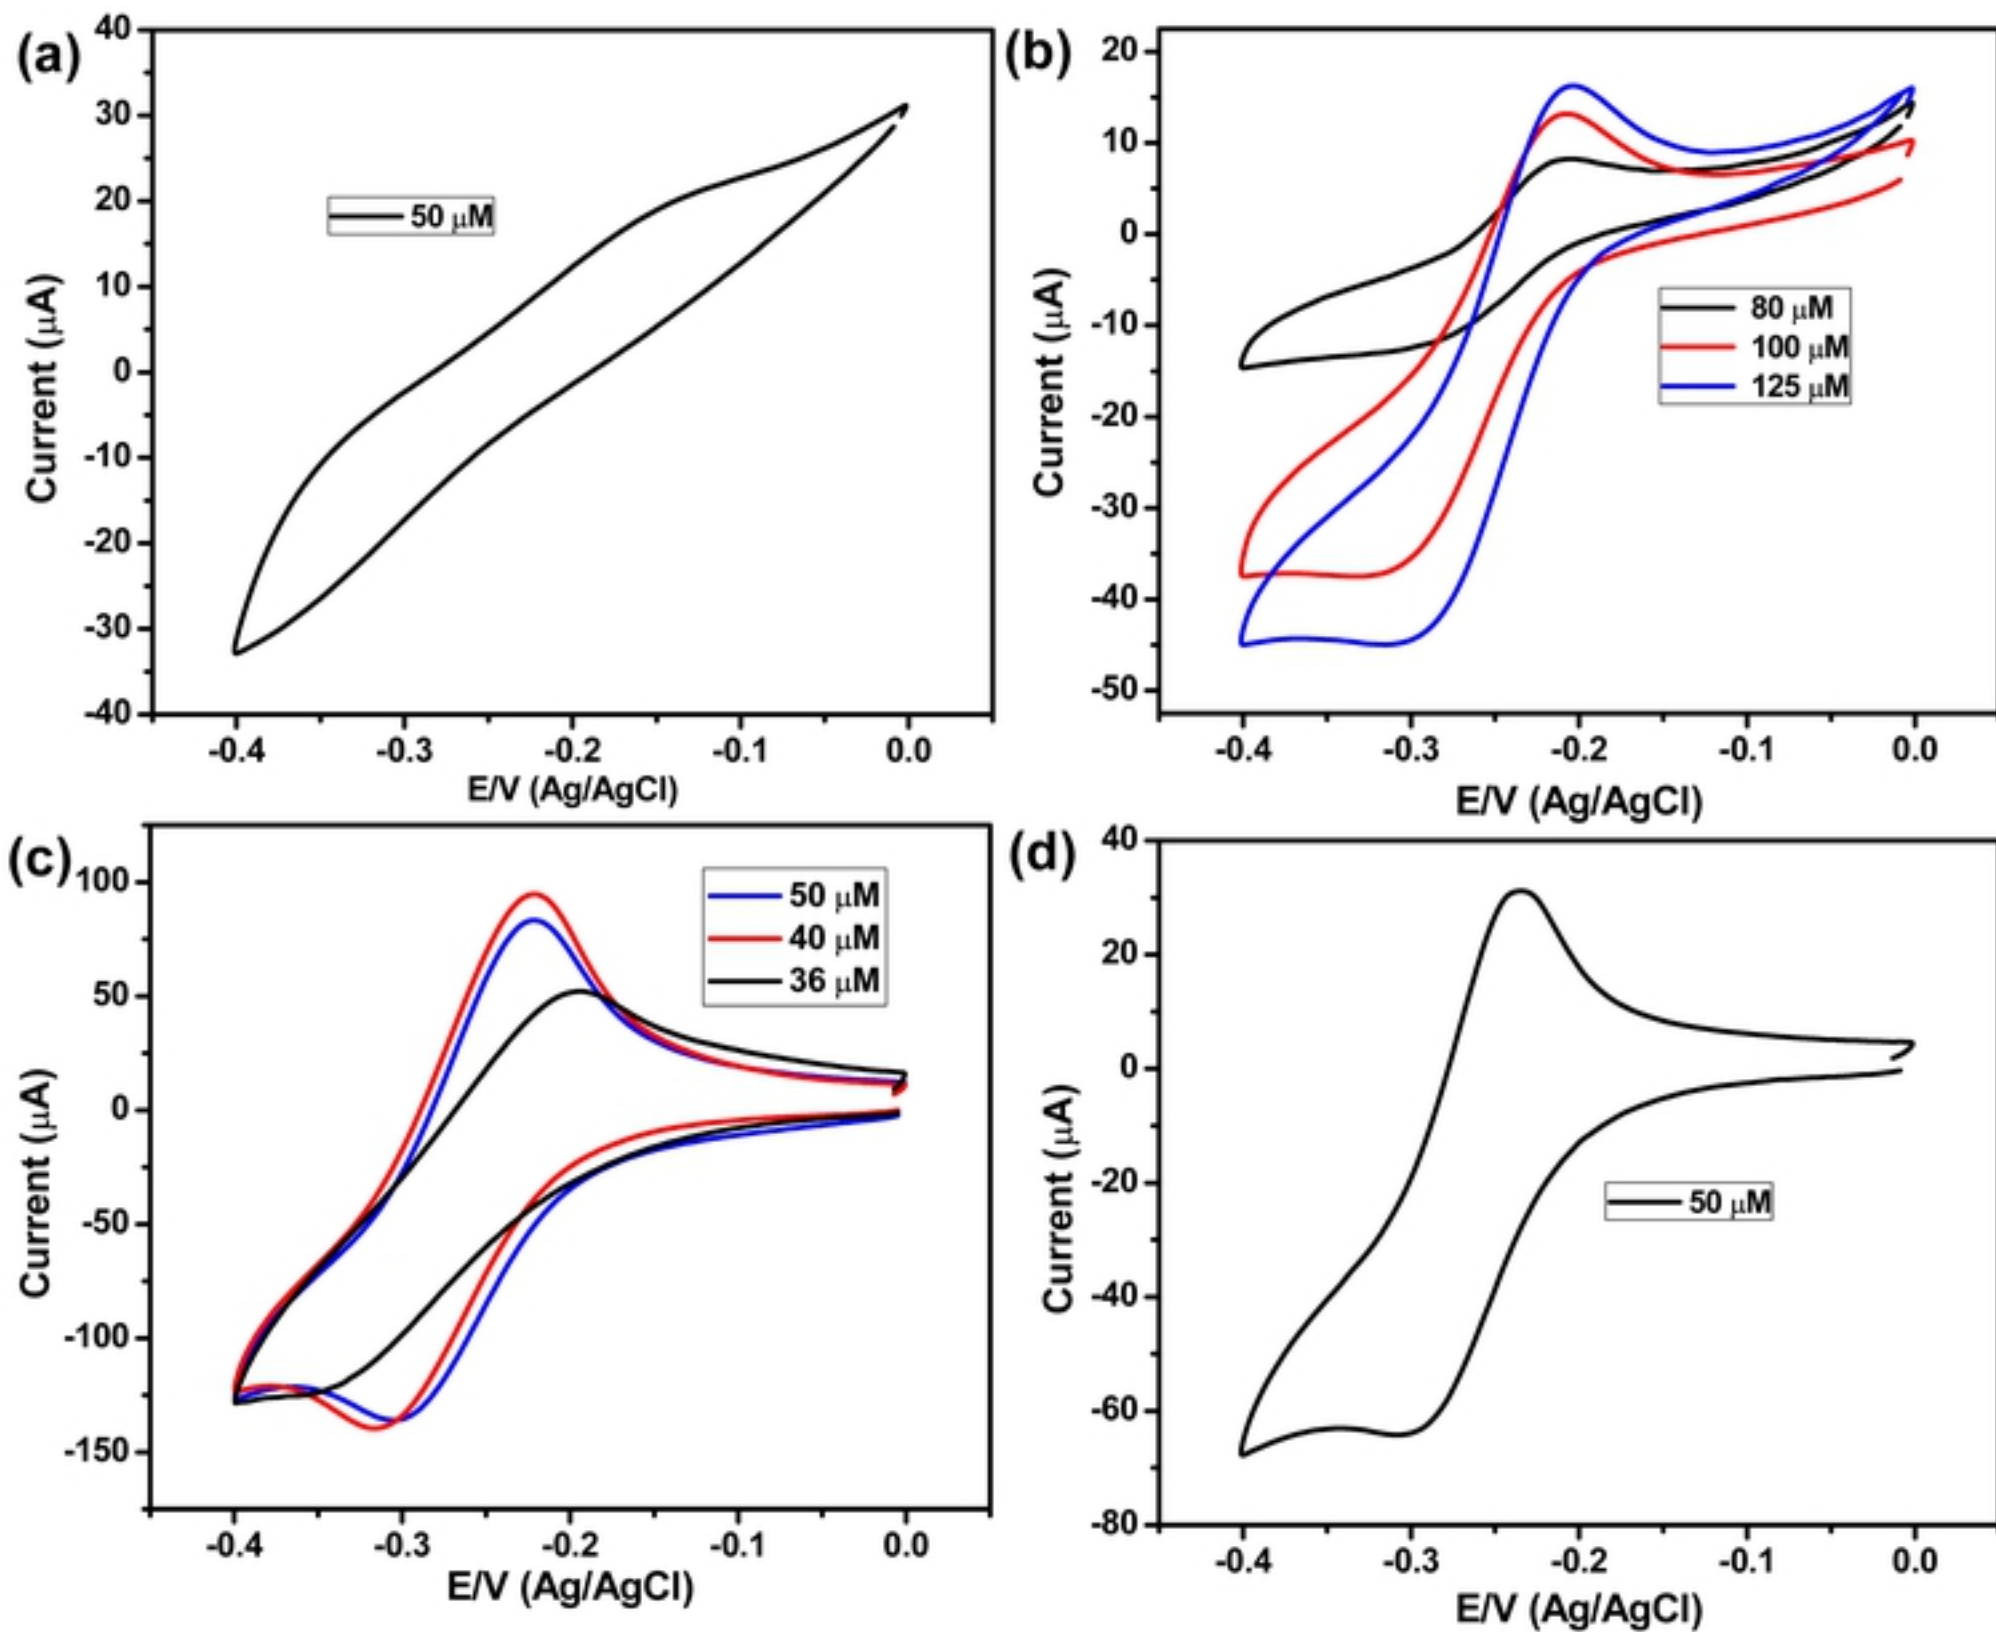 (a)
40
30
20
10
0
-10
-20
-30
-40
Current (μA)
50 μM
-0.4 -0.3 -0.2 -0.1 0.0
E/V (Ag/AgCl)
(b)
20
10
0
-10
-20
-30
-40
-50
Current (μA)
80 μM
100 μM
125 μM
-0.4 -0.3 -0.2 -0.1 0.0
E/V (Ag/AgCl)
(c)
100
50
0
-50
-100
-150
Current (μA)
50 μM
40 μM
36 μM
-0.4 -0.3 -0.2 -0.1 0.0
E/V (Ag/AgCl)
(d)
40
20
0
-20
-40
-60
-80
Current (μA)
50 μM
-0.4 -0.3 -0.2 -0.1 0.0
E/V (Ag/AgCl)